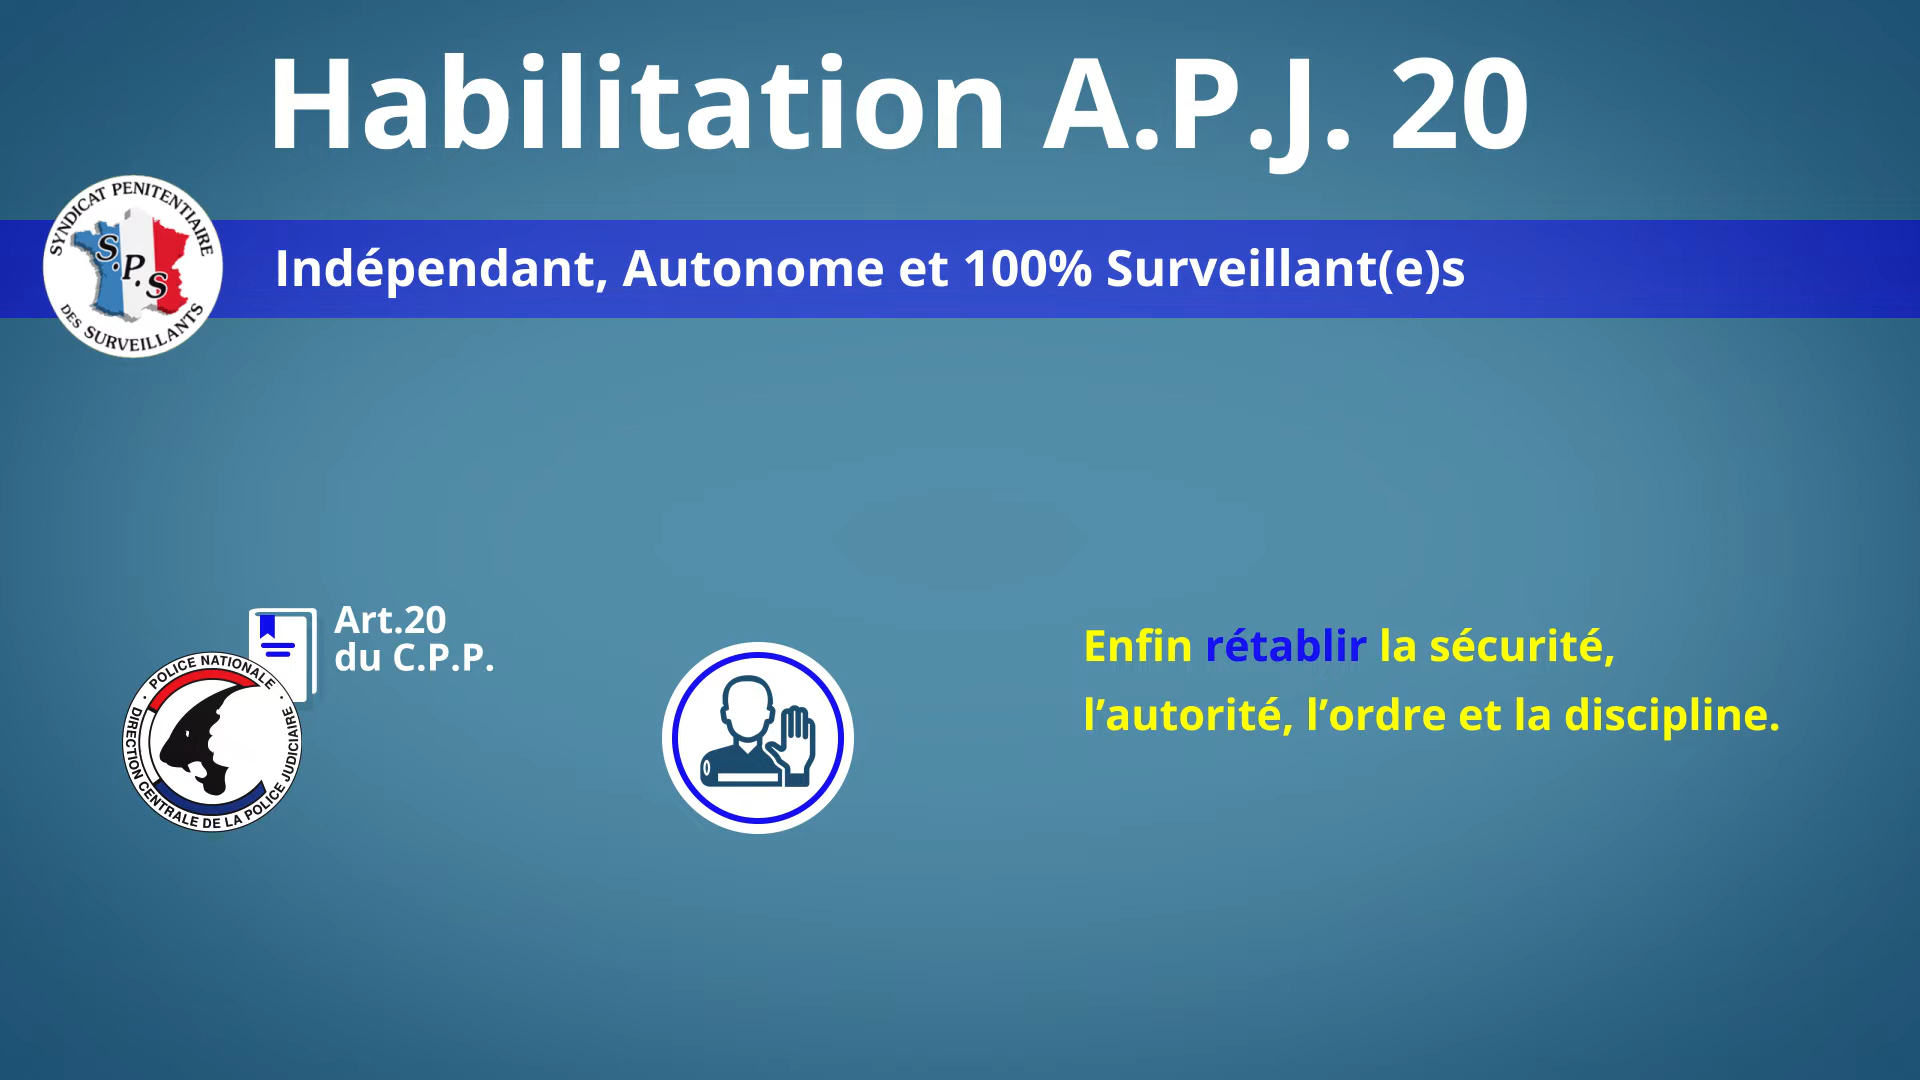 Habilitation A.P.J. 20
SYNDICAT PENITENTIAIRE
S.P.S
DES SURVEILLANTS
Indépendant, Autonome et 100% Surveillant(e)s
Art.20
du C.P.P.
· POLICE NATIONALE ·
DIRECTION CENTRALE DE LA POLICE JUDICIAIRE
Enfin rétablir la sécurité,
l’autorité, l’ordre et la discipline.